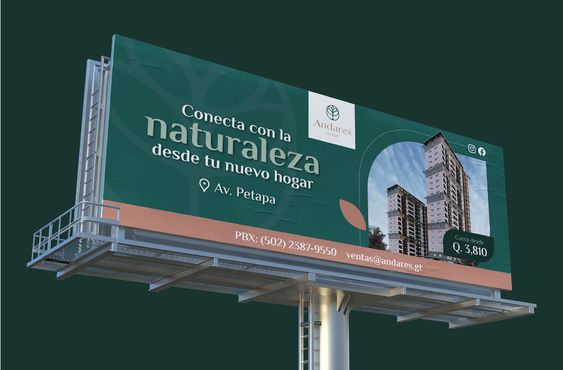 Conecta con la
naturaleza
desde tu nuevo hogar
Av. Petapa
Andares
Cuota desde
Q. 3,810
PBX: (502) 2387-9550 ventas@andares.gt